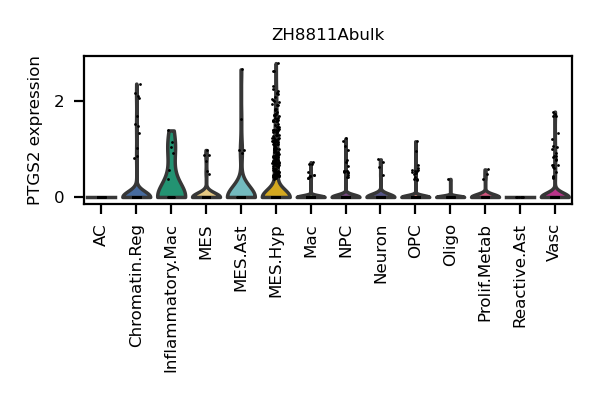 ZH8811Abulk
PTGS2 expression
2
0
AC
Chromatin.Reg
Inflammatory.Mac
MES
MES.Ast
MES.Hyp
Mac
NPC
Neuron
OPC
Oligo
Prolif.Metab
Reactive.Ast
Vasc